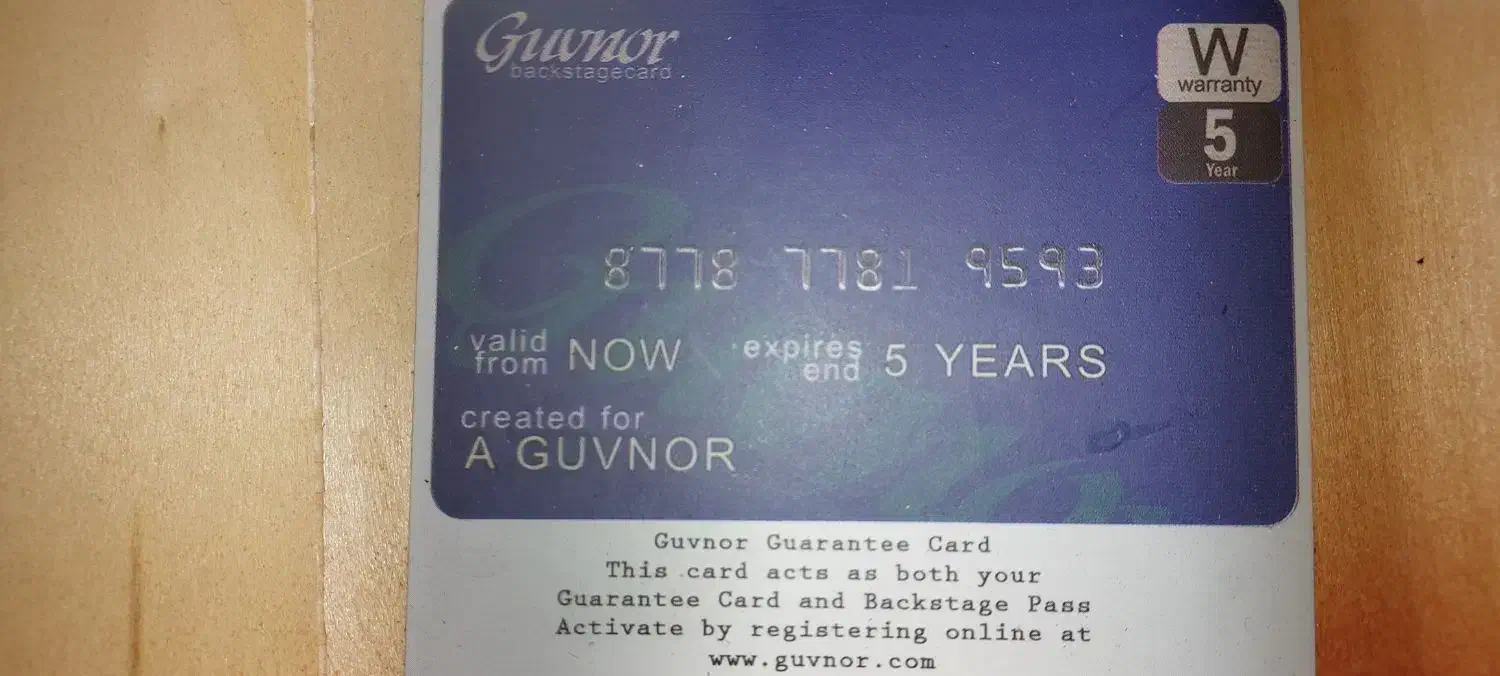 Guvnor
backstagecard
W
warranty
5
Year
8778 7781 9593
valid from NOW expires end 5 YEARS
created for
A GUVNOR
Guvnor Guarantee Card
This card acts as both your
Guarantee Card and Backstage Pass
Activate by registering online at
www.guvnor.com